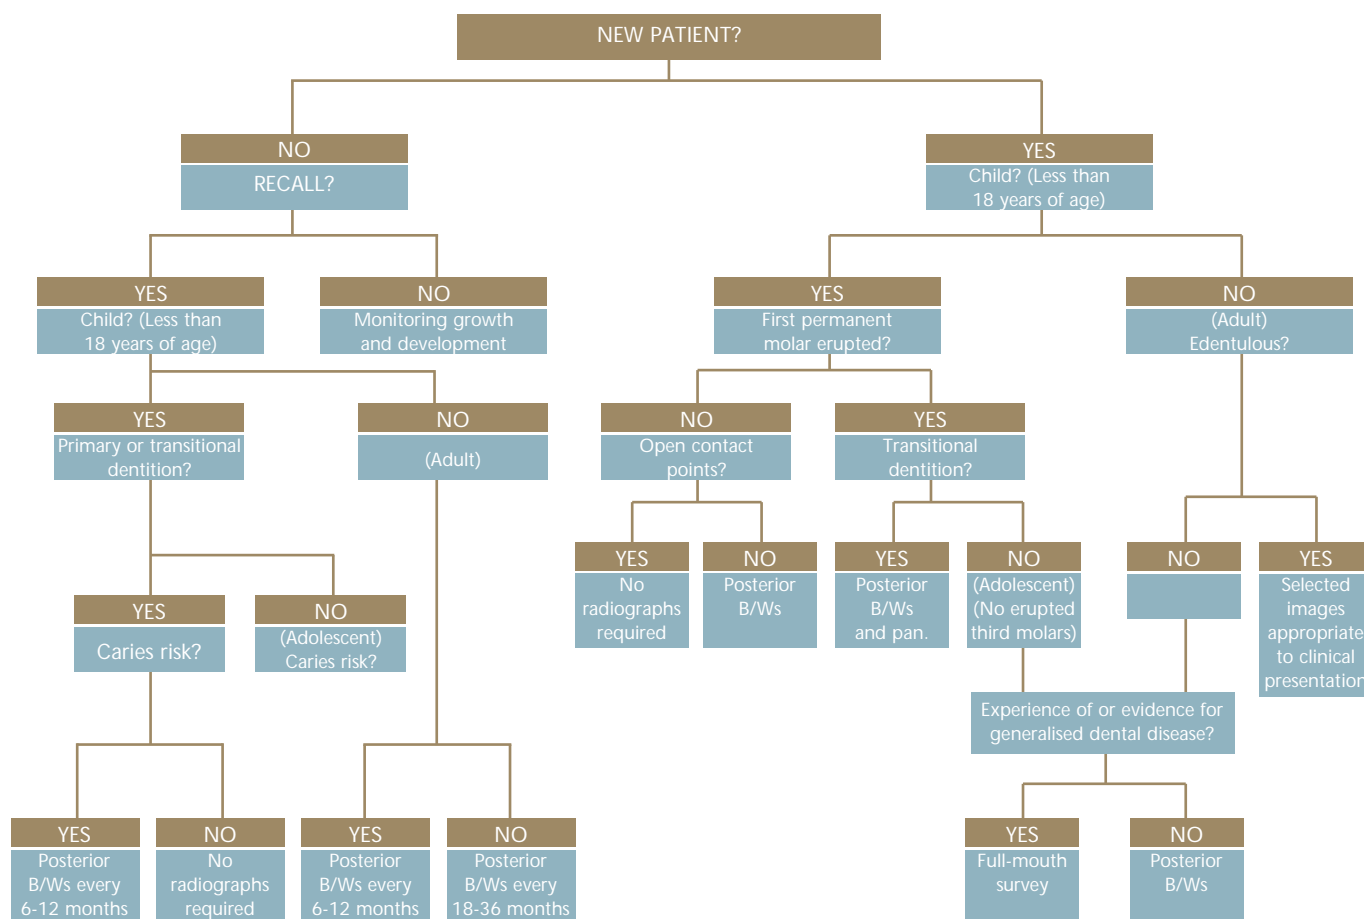 NEW PATIENT?
NO
RECALL?
YES
Child? (Less than
18 years of age)
YES
Child? (Less than
18 years of age)
NO
Monitoring growth
and development
YES
First permanent
molar erupted?
NO
(Adult)
Edentulous?
YES
Primary or transitional
dentition?
NO
(Adult)
NO
Open contact
points?
YES
Transitional
dentition?
YES
No
radiographs
required
NO
Posterior
B/Ws
YES
Posterior
B/Ws
and pan.
NO
(Adolescent)
(No erupted
third molars)
NO
YES
Selected
images
appropriate
to clinical
presentation
YES
Caries risk?
NO
(Adolescent)
Caries risk?
Experience of or evidence for
generalised dental disease?
YES
Posterior
B/Ws every
6-12 months
NO
No
radiographs
required
YES
Posterior
B/Ws every
6-12 months
NO
Posterior
B/Ws every
18-36 months
YES
Full-mouth
survey
NO
Posterior
B/Ws